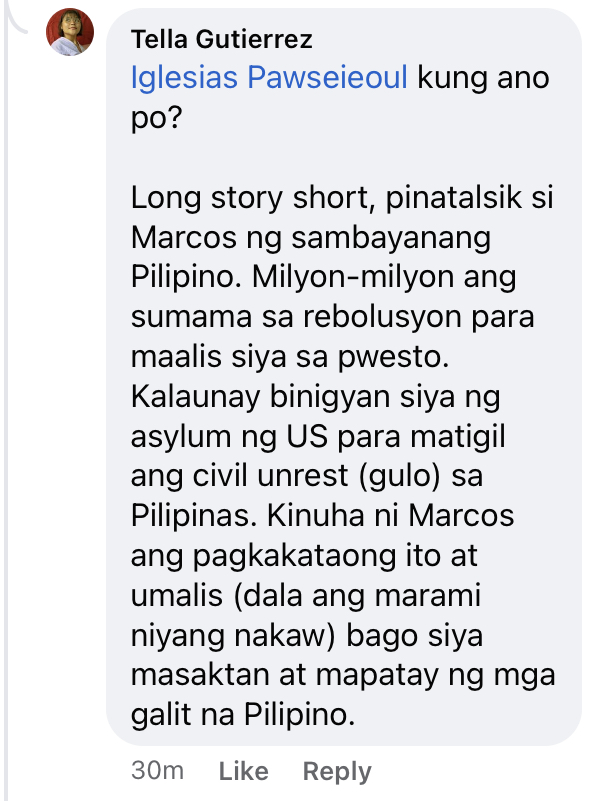 Tella Gutierrez
Iglesias Pawseieoul kung ano
po?
Long story short, pinatalsik si
Marcos ng sambayanang
Pilipino. Milyon-milyon ang
sumama sa rebolusyon para
maalis siya sa pwesto.
Kalaunay binigyan siya ng
asylum ng US para matigil
ang civil unrest (gulo) sa
Pilipinas. Kinuha ni Marcos
ang pagkakataong ito at
umalis (dala ang marami
niyang nakaw) bago siya
masaktan at mapatay ng mga
galit na Pilipino.
30m Like Reply